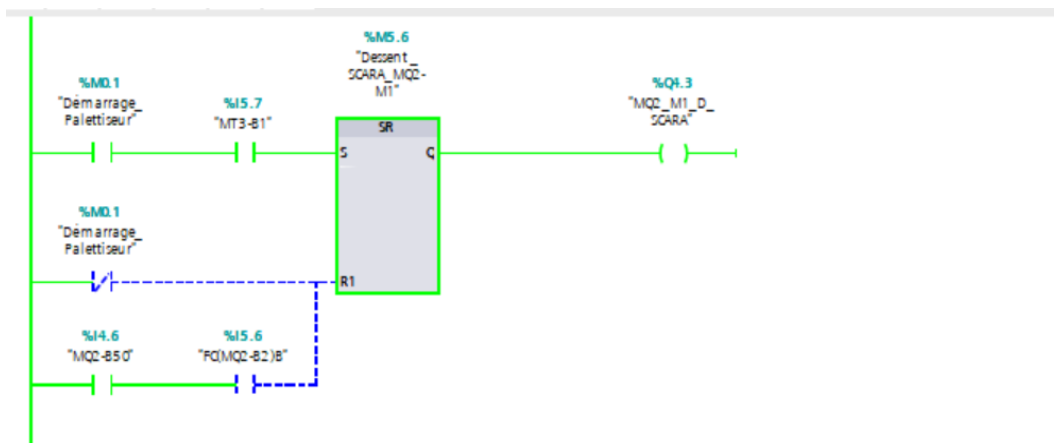 %M5.6
"Dessent_
SCARA_MQ2-
M1"
%M0.1
"Démarrage_
Palettiseur"
%I5.7
"MT3-B1"
%Q4.3
"MQ2_M1_D_
SCARA"
SR
S
Q
%M0.1
"Démarrage_
Palettiseur"
R1
%I4.6
"MQ2-B50"
%I5.6
"FC(MQ2-B2)B"